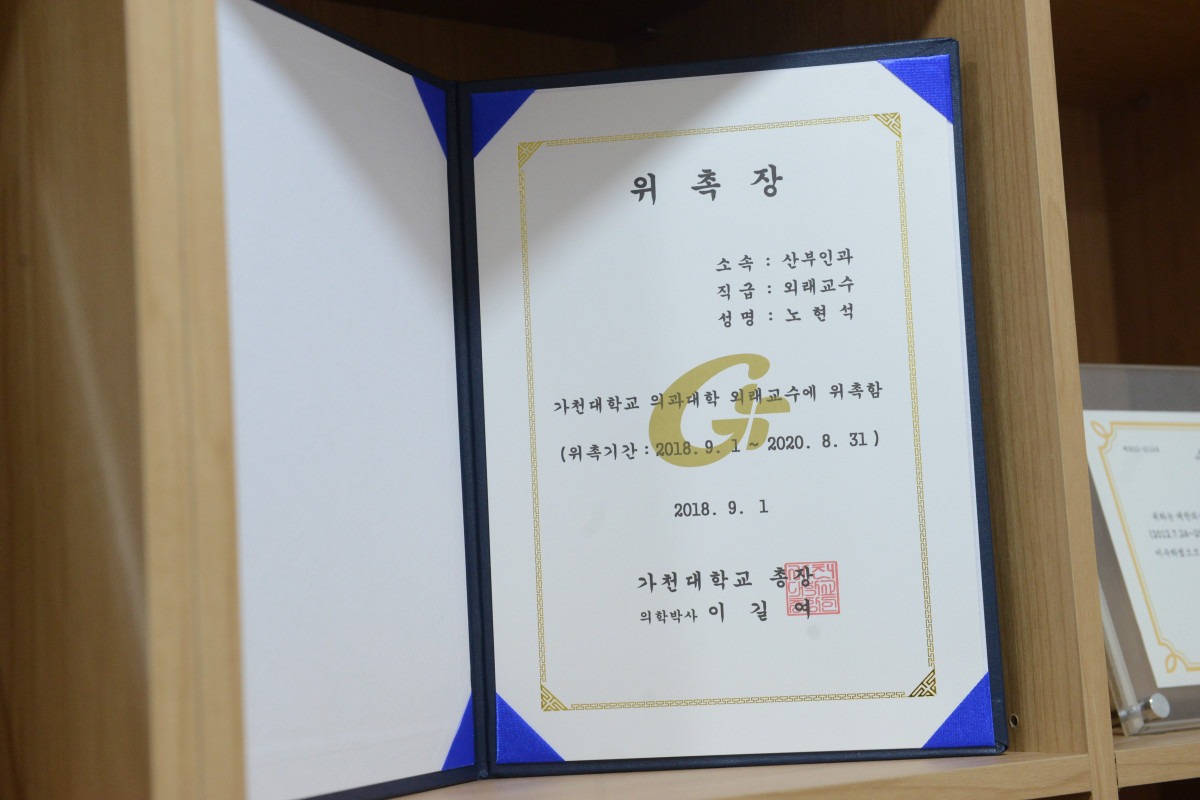 위 촉 장
소 속 : 산부인과
직 급 : 외래교수
성 명 : 노 현 석
가천대학교 의과대학 외래교수에 위촉함
(위촉기간 : 2018. 9. 1 ~ 2020. 8. 31 )
2018. 9. 1
가천대학교 총장
의학박사 이 길 여